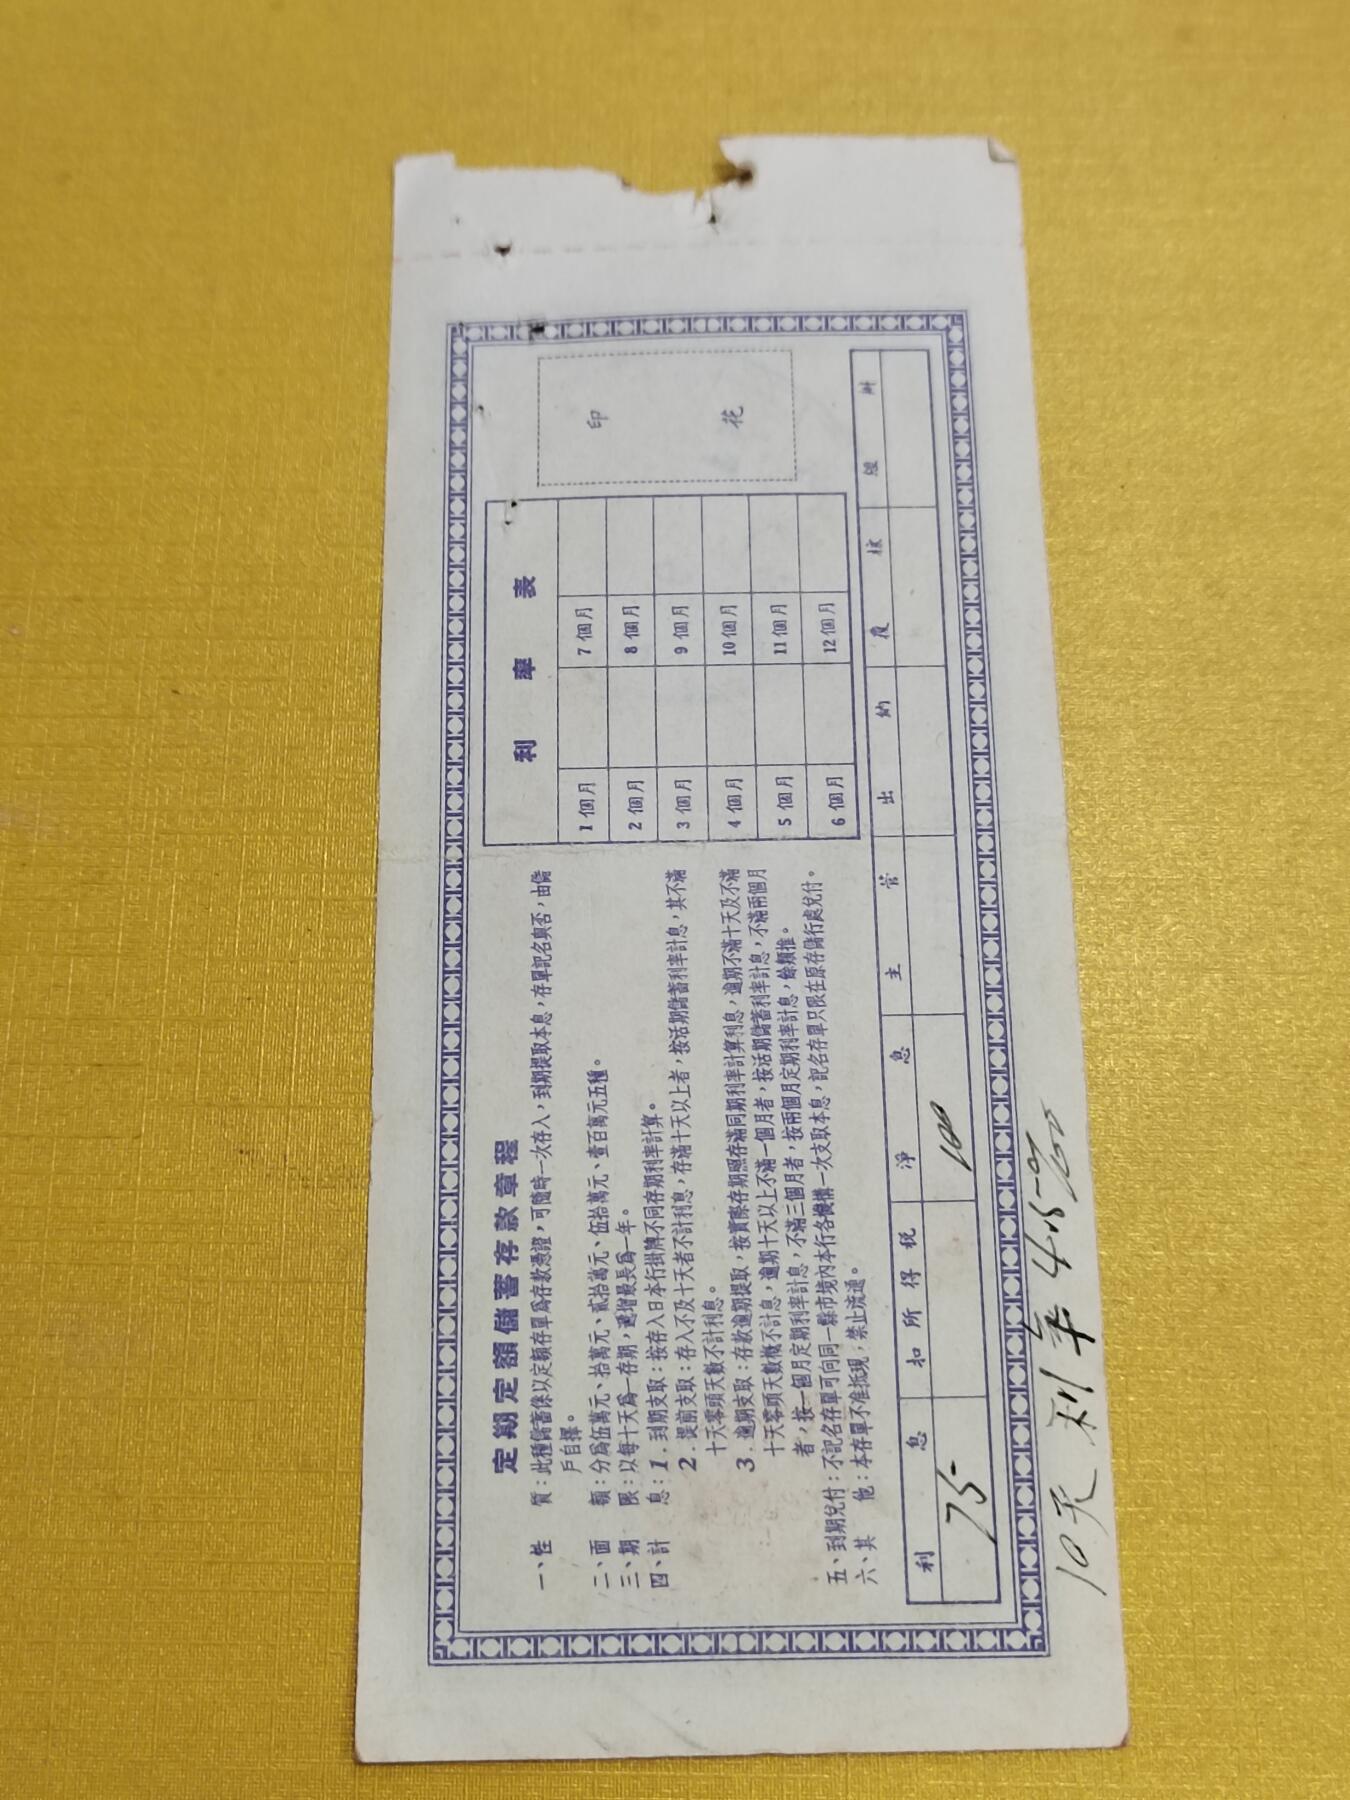 定期定額儲蓄存款章程
一、性　質：此種儲蓄係以定額存單爲存款憑證，可隨時一次存入，到期提取本息，存單記名與否，由儲
戶自擇。
二、面　額：分爲伍萬元、拾萬元、貳拾萬元、伍拾萬元、壹百萬元五種。
三、期　限：以每十天爲一存期，遞增最長爲一年。
四、計　息：1．到期支取：按存入日本行掛牌不同存期利率計算。
2．提前支取：存入不及十天者不計利息，存滿十天以上者，按活期儲蓄利率計息，其不滿
十天零頭天數不計利息。
3．逾期支取：存款逾期提取，按實際存期照存滿同期利率計算利息，逾期不滿十天及不滿
十天零頭天數概不計息，逾期十天以上不滿一個月者，按活期儲蓄利率計息，不滿兩個月
者，按一個月定期利率計息，不滿三個月者，按兩個月定期利率計息，餘類推。
五、到期兌付：不記名存單可向同一縣市境內本行各機構一次支取本息，記名存單只限在原存儲行處兌付。
六、其　他：本存單不准抵現，禁止流通。
利率表
1個月　7個月
2個月　8個月
3個月　9個月
4個月　10個月
5個月　11個月
6個月　12個月
印花
利息　扣所得税　淨息　主管　出納　覆核　經辦
75-　100
10天利率4.5‰